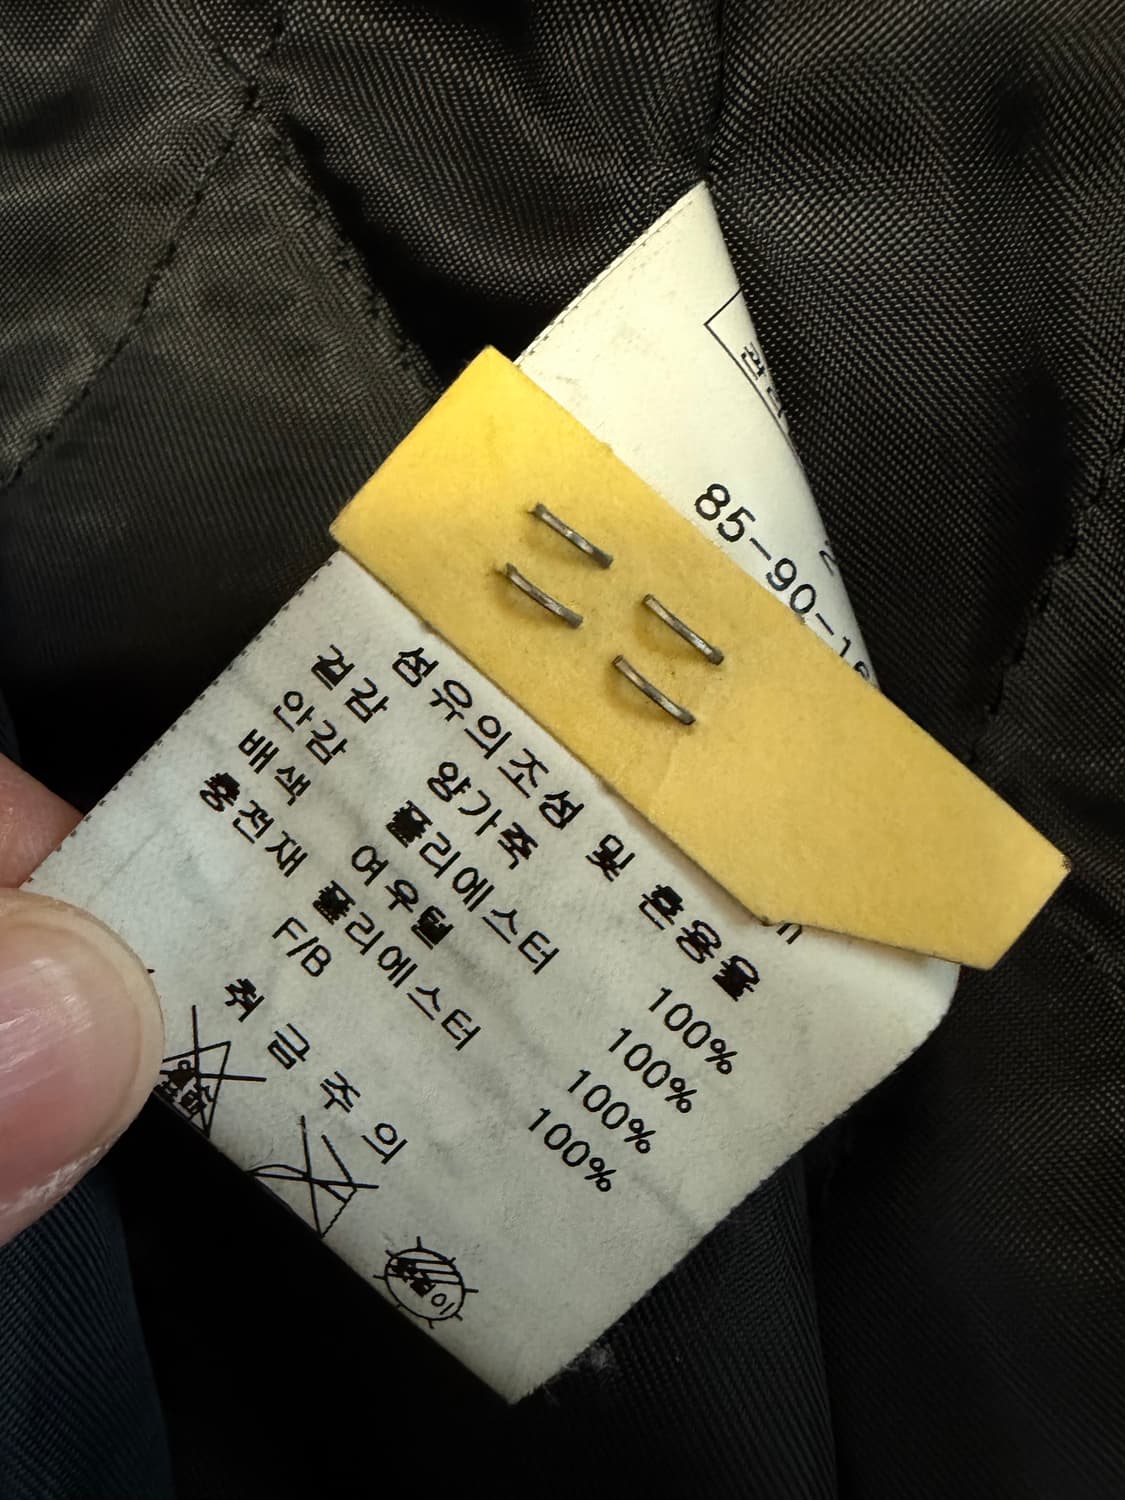 85-90-1
섬유의조성 및 혼용율
겉감 양가죽 100%
안감 폴리에스터 100%
배색 여우털 100%
충전재 폴리에스터 100%
F/B
취급주의